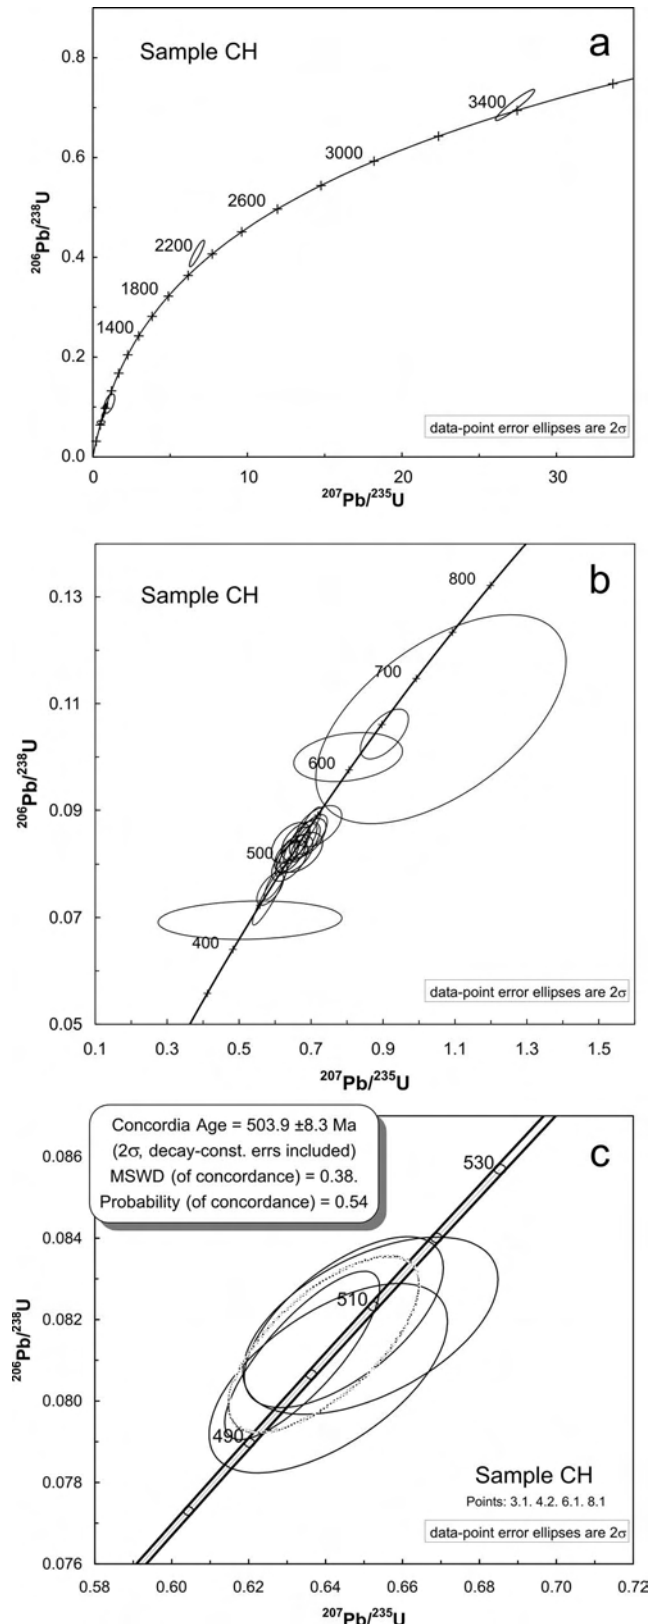 Sample CH
a
0.8
0.6
0.4
0.2
0.0
²⁰⁶Pb/²³⁸U
3400
3000
2600
2200
1800
1400
data-point error ellipses are 2σ
0 10 20 30
²⁰⁷Pb/²³⁵U
Sample CH
b
0.13
0.11
0.09
0.07
0.05
²⁰⁶Pb/²³⁸U
800
700
600
500
400
data-point error ellipses are 2σ
0.1 0.3 0.5 0.7 0.9 1.1 1.3 1.5
²⁰⁷Pb/²³⁵U
Concordia Age = 503.9 ±8.3 Ma
(2σ, decay-const. errs included)
MSWD (of concordance) = 0.38.
Probability (of concordance) = 0.54
c
0.086
0.084
0.082
0.080
0.078
0.076
²⁰⁶Pb/²³⁸U
530
510
490
Sample CH
Points: 3.1. 4.2. 6.1. 8.1
data-point error ellipses are 2σ
0.58 0.60 0.62 0.64 0.66 0.68 0.70 0.72
²⁰⁷Pb/²³⁵U